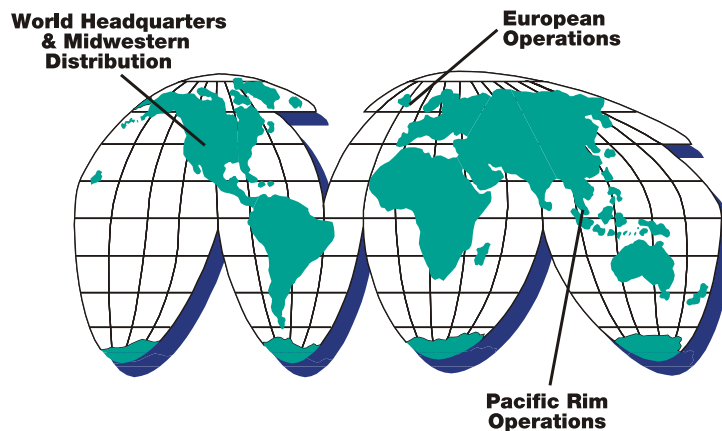 World Headquarters
& Midwestern
Distribution
European
Operations
Pacific Rim
Operations